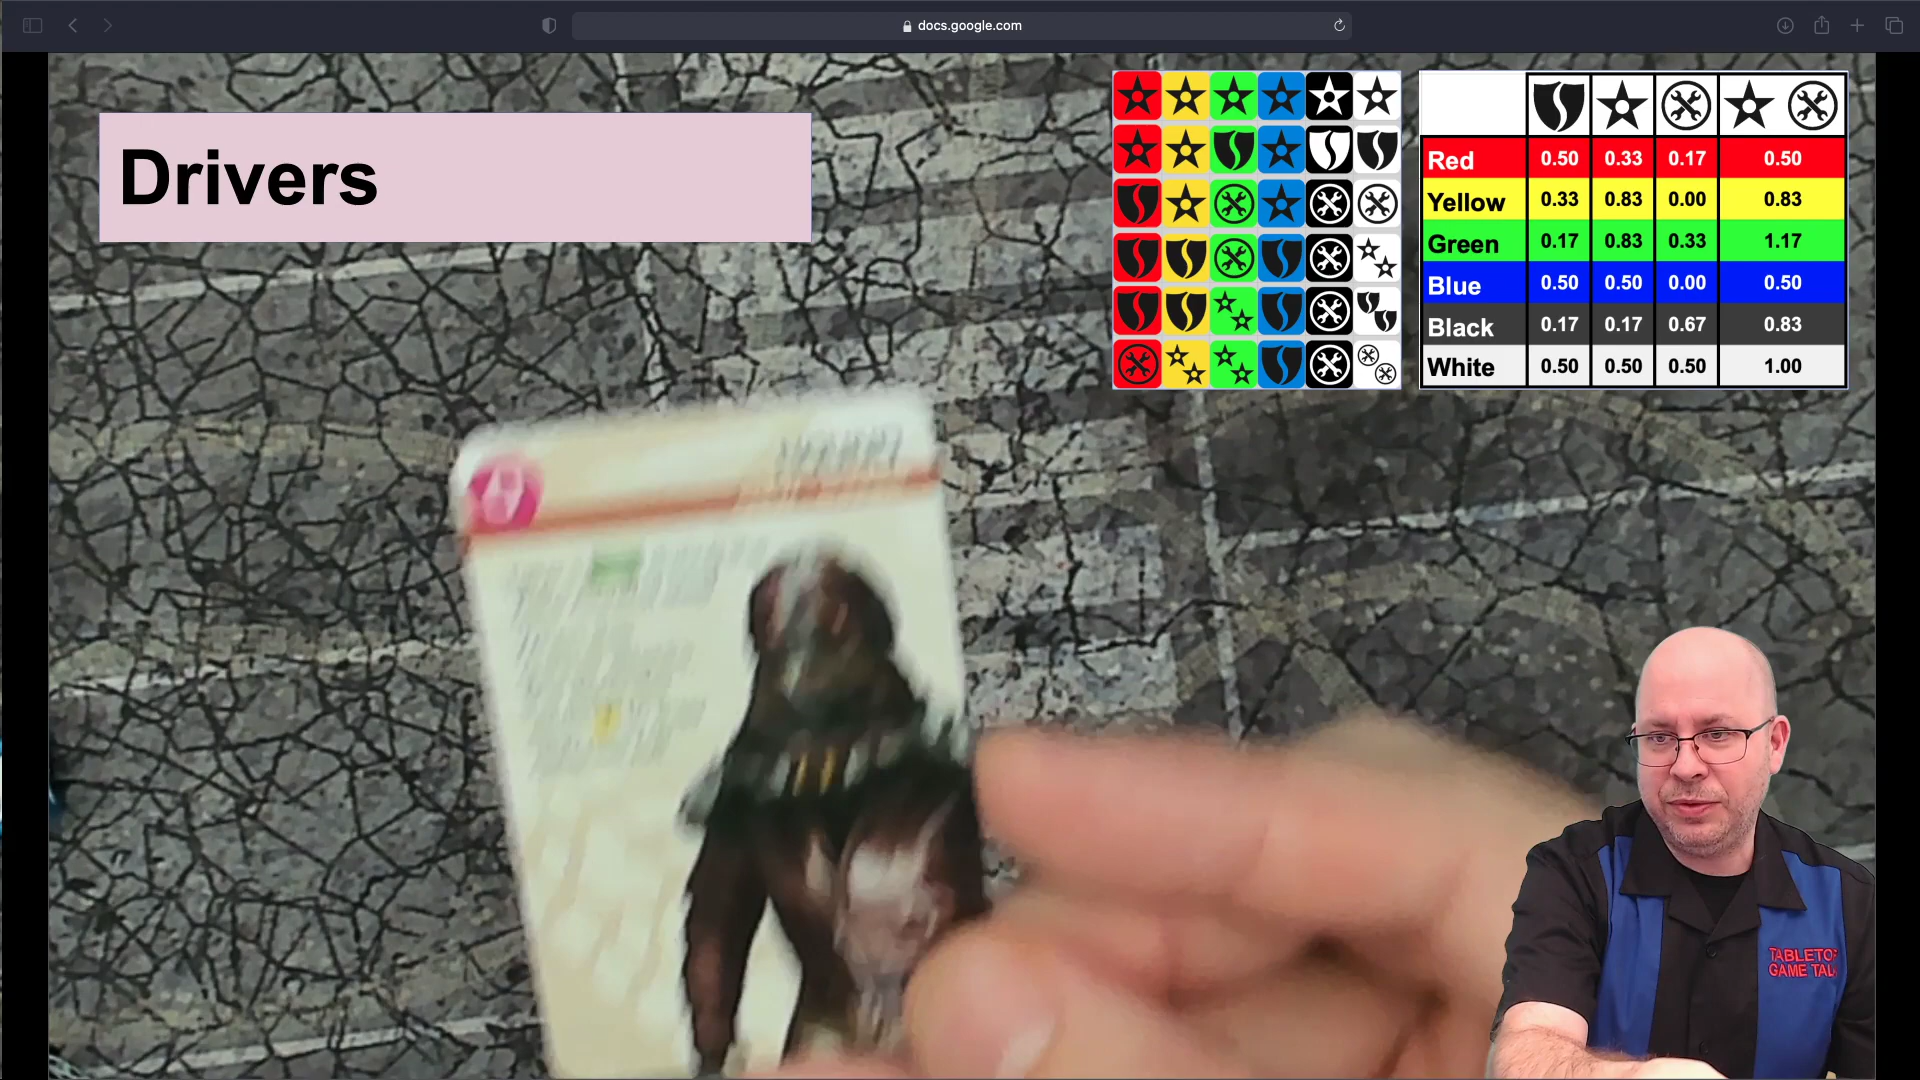 docs.google.com
Drivers
Red 0.50 0.33 0.17 0.50
Yellow 0.33 0.83 0.00 0.83
Green 0.17 0.83 0.33 1.17
Blue 0.50 0.50 0.00 0.50
Black 0.17 0.17 0.67 0.83
White 0.50 0.50 0.50 1.00
TABLETOP
GAME TALK